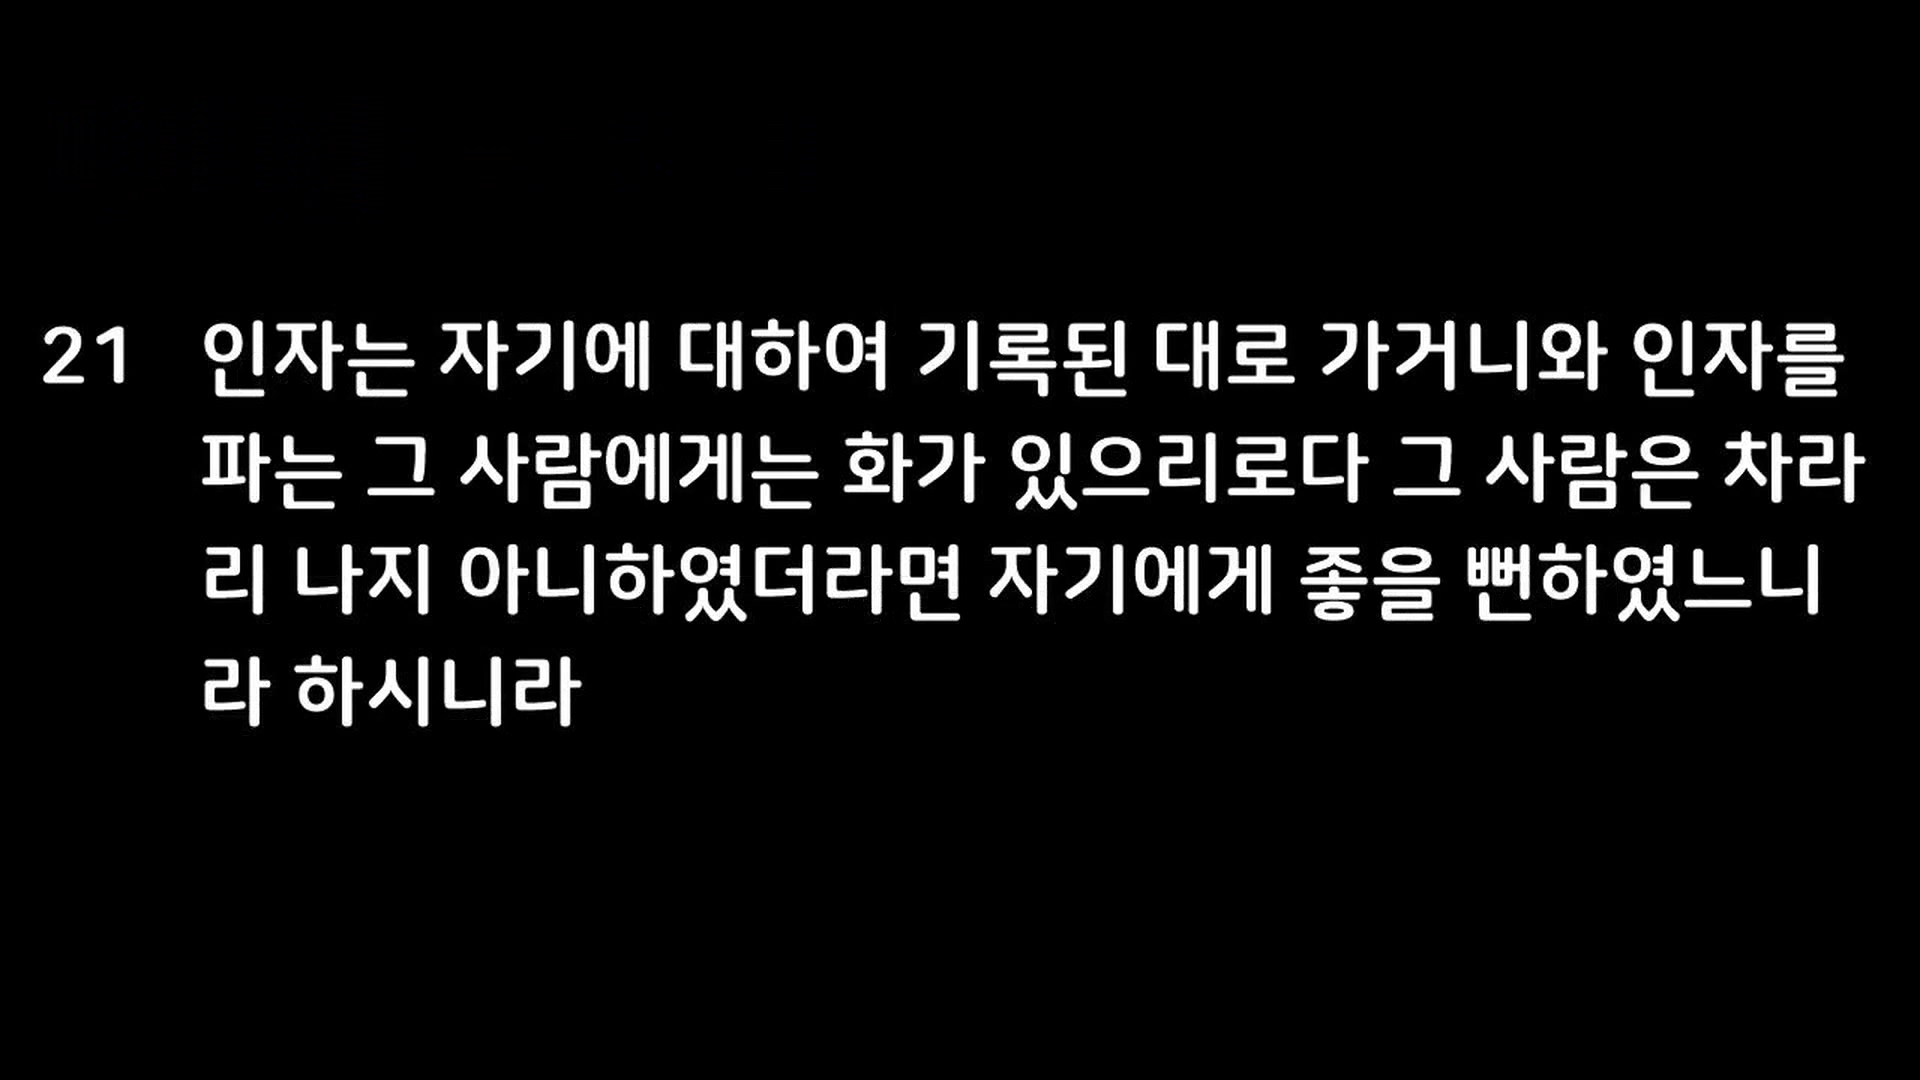 21 인자는 자기에 대하여 기록된 대로 가거니와 인자를
파는 그 사람에게는 화가 있으리로다 그 사람은 차라
리 나지 아니하였더라면 자기에게 좋을 뻔하였느니
라 하시니라